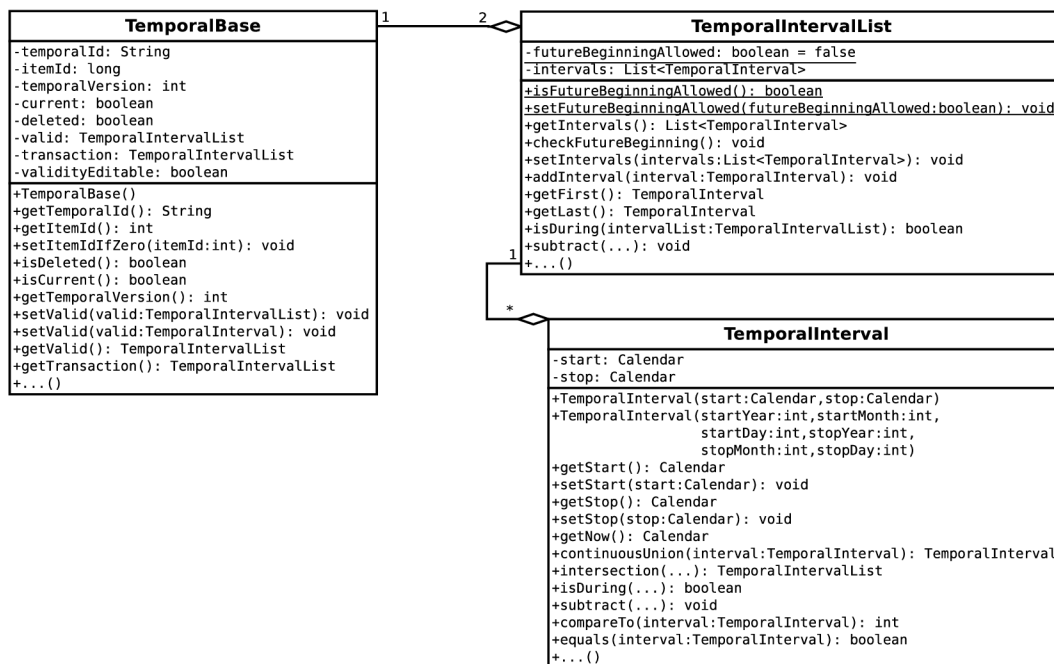 TemporalBase
-temporalId: String
-itemId: long
-temporalVersion: int
-current: boolean
-deleted: boolean
-valid: TemporalIntervalList
-transaction: TemporalIntervalList
-validityEditable: boolean
+TemporalBase()
+getTemporalId(): String
+getItemId(): int
+setItemIdIfZero(itemId:int): void
+isDeleted(): boolean
+isCurrent(): boolean
+getTemporalVersion(): int
+setValid(valid:TemporalIntervalList): void
+setValid(valid:TemporalInterval): void
+getValid(): TemporalIntervalList
+getTransaction(): TemporalIntervalList
+...()
1
2
TemporalIntervalList
-futureBeginningAllowed: boolean = false
-intervals: List<TemporalInterval>
+isFutureBeginningAllowed(): boolean
+setFutureBeginningAllowed(futureBeginningAllowed:boolean): void
+getIntervals(): List<TemporalInterval>
+checkFutureBeginning(): void
+setIntervals(intervals:List<TemporalInterval>): void
+addInterval(interval:TemporalInterval): void
+getFirst(): TemporalInterval
+getLast(): TemporalInterval
+isDuring(intervalList:TemporalIntervalList): boolean
+subtract(...): void
+...()
1
*
TemporalInterval
-start: Calendar
-stop: Calendar
+TemporalInterval(start:Calendar,stop:Calendar)
+TemporalInterval(startYear:int,startMonth:int,
startDay:int,stopYear:int,
stopMonth:int,stopDay:int)
+getStart(): Calendar
+setStart(start:Calendar): void
+getStop(): Calendar
+setStop(stop:Calendar): void
+getNow(): Calendar
+continuousUnion(interval:TemporalInterval): TemporalInterval
+intersection(...): TemporalIntervalList
+isDuring(...): boolean
+subtract(...): void
+compareTo(interval:TemporalInterval): int
+equals(interval:TemporalInterval): boolean
+...()